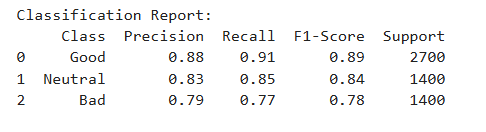 Classification Report:
Class Precision Recall F1-Score Support
0 Good 0.88 0.91 0.89 2700
1 Neutral 0.83 0.85 0.84 1400
2 Bad 0.79 0.77 0.78 1400